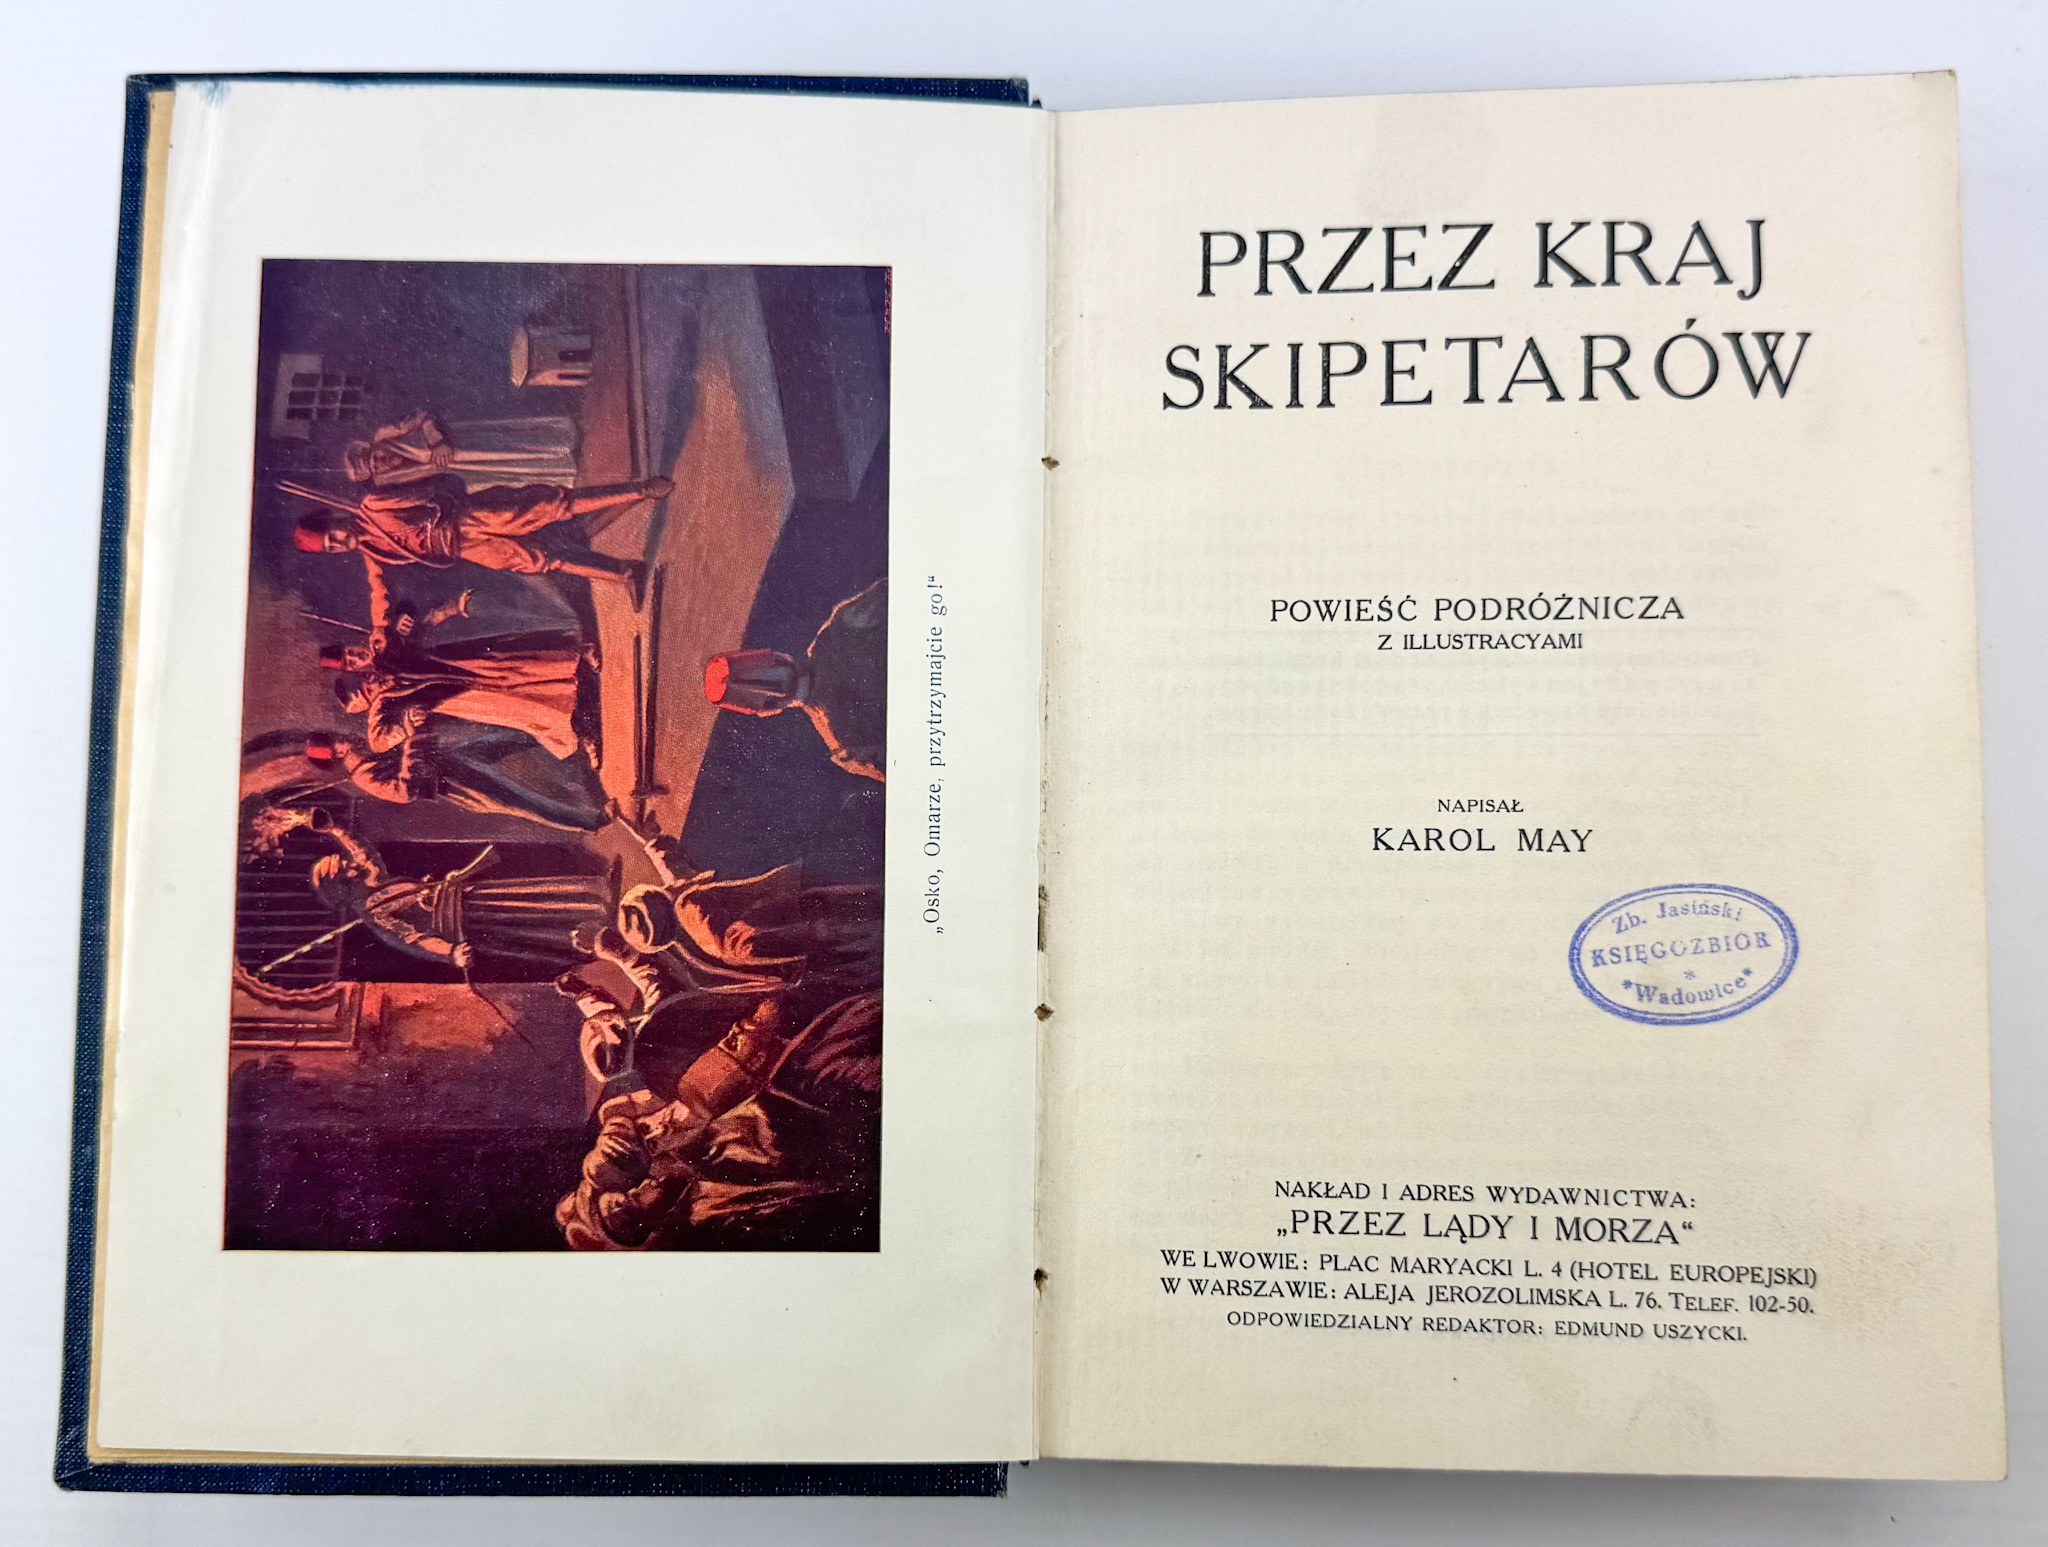 „Osko, Omarze, przytrzymajcie go!“
PRZEZ KRAJ
SKIPETARÓW
POWIEŚĆ PODRÓŻNICZA
Z ILLUSTRACYAMI
NAPISAŁ
KAROL MAY
Zb. Jasiński
KSIĘGOZBIÓR
*
*Wadowice*
NAKŁAD I ADRES WYDAWNICTWA:
„PRZEZ LĄDY I MORZA“
WE LWOWIE: PLAC MARYACKI L. 4 (HOTEL EUROPEJSKI)
W WARSZAWIE: ALEJA JEROZOLIMSKA L. 76. TELEF. 102-50.
ODPOWIEDZIALNY REDAKTOR: EDMUND USZYCKI.